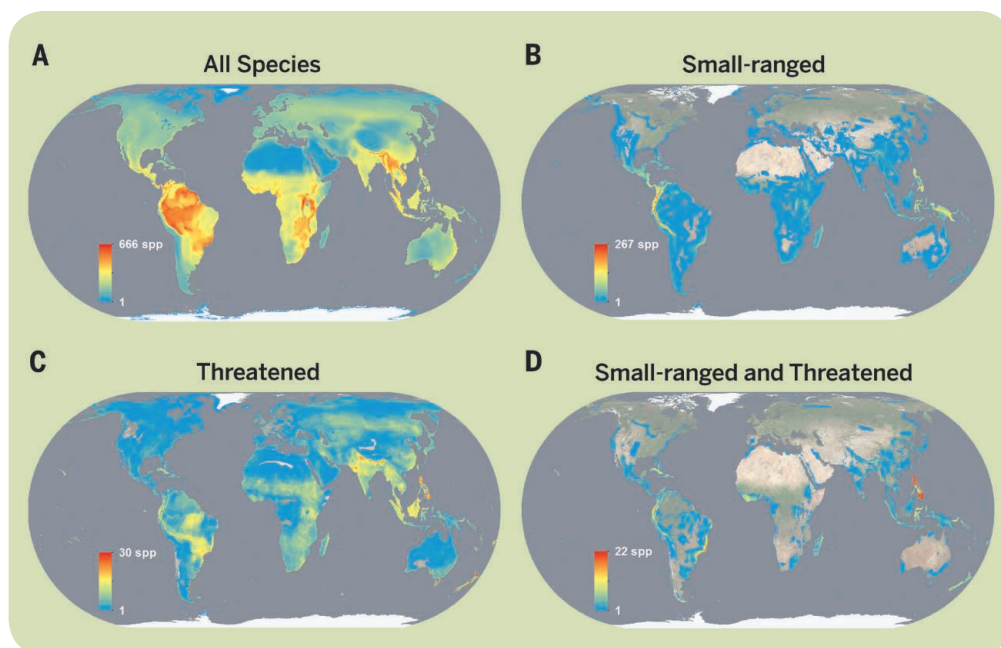 A
All Species
666 spp
1
B
Small-ranged
267 spp
1
C
Threatened
30 spp
1
D
Small-ranged and Threatened
22 spp
1